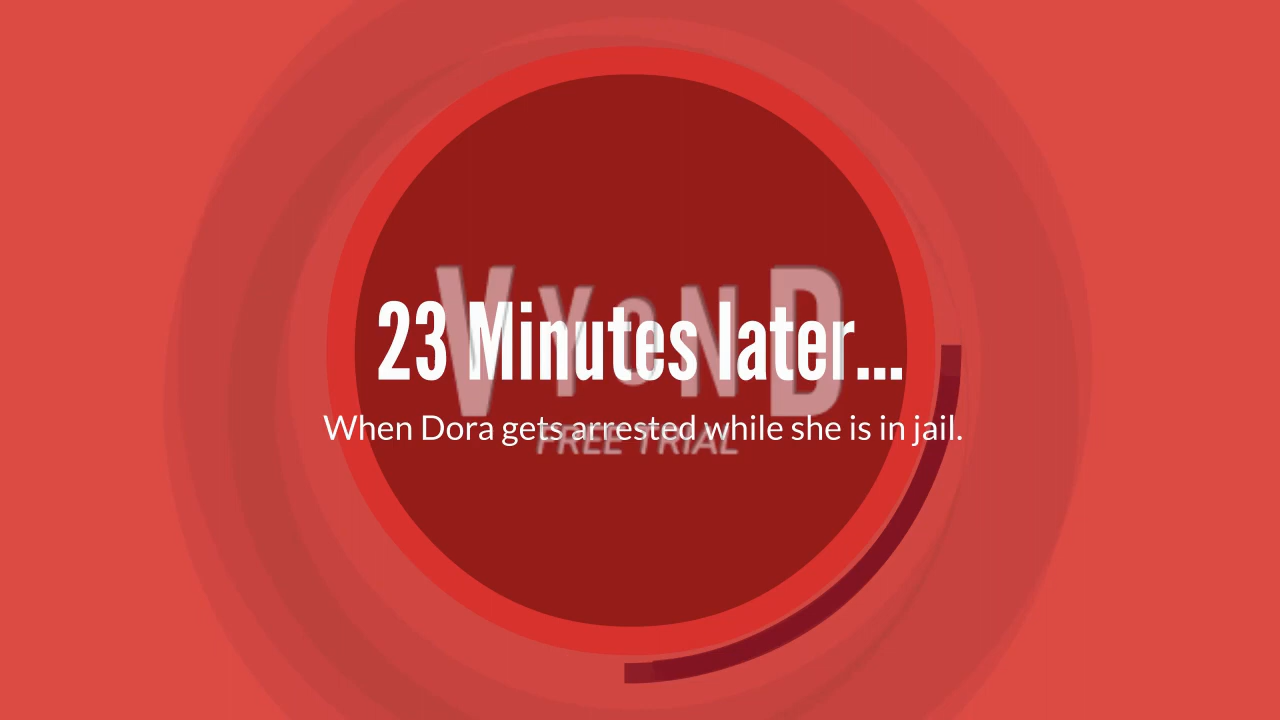 VYOND
23 Minutes later...
When Dora gets arrested while she is in jail.
FREE TRIAL